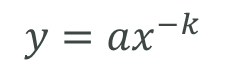 y = ax⁻ᵏ